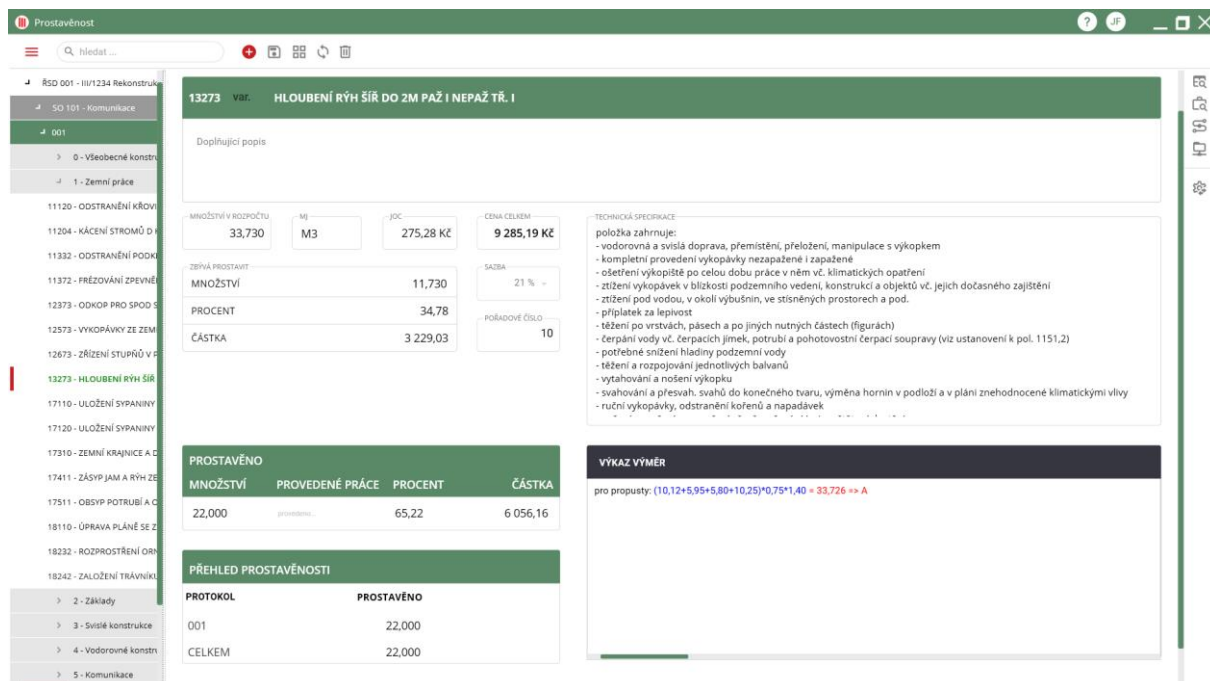 Prostavěnost
? JF
hledat ...
ŘSD 001 - III/1234 Rekonstruk
SO 101 - Komunikace
001
0 - Všeobecné konstru
1 - Zemní práce
11120 - ODSTRANĚNÍ KŘOVI
11204 - KÁCENÍ STROMŮ D
11332 - ODSTRANĚNÍ PODK
11372 - FRÉZOVÁNÍ ZPEVNĚ
12373 - ODKOP PRO SPOD S
12573 - VYKOPÁVKY ZE ZEM
12673 - ZŘÍZENÍ STUPŇŮ V P
13273 - HLOUBENÍ RÝH ŠÍŘ
17110 - ULOŽENÍ SYPANINY
17120 - ULOŽENÍ SYPANINY
17310 - ZEMNÍ KRAJNICE A D
17411 - ZÁSYP JAM A RÝH ZE
17511 - OBSYP POTRUBÍ A O
18110 - ÚPRAVA PLÁNĚ SE Z
18232 - ROZPROSTŘENÍ ORN
18242 - ZALOŽENÍ TRÁVNÍKU
2 - Základy
3 - Svislé konstrukce
4 - Vodorovné konstru
5 - Komunikace
13273 var. HLOUBENÍ RÝH ŠÍŘ DO 2M PAŽ I NEPAŽ TŘ. I
Doplňující popis
MNOŽSTVÍ V ROZPOČTU MJ JOC CENA CELKEM
33,730 M3 275,28 Kč 9 285,19 Kč
ZBÝVÁ PROSTAVIT SAZBA
MNOŽSTVÍ 11,730 21 %
PROCENT 34,78
POŘADOVÉ ČÍSLO
ČÁSTKA 3 229,03 10
TECHNICKÁ SPECIFIKACE
položka zahrnuje:
- vodorovná a svislá doprava, přemístění, přeložení, manipulace s výkopkem
- kompletní provedení vykopávky nezapažené i zapažené
- ošetření výkopiště po celou dobu práce v něm vč. klimatických opatření
- ztížení vykopávek v blízkosti podzemního vedení, konstrukcí a objektů vč. jejich dočasného zajištění
- ztížení pod vodou, v okolí výbušnin, ve stísněných prostorech a pod.
- příplatek za lepivost
- těžení po vrstvách, pásech a po jiných nutných částech (figurách)
- čerpání vody vč. čerpacích jímek, potrubí a pohotovostní čerpací soupravy (viz ustanovení k pol. 1151,2)
- potřebné snížení hladiny podzemní vody
- těžení a rozpojování jednotlivých balvanů
- vytahování a nošení výkopku
- svahování a přesvah. svahů do konečného tvaru, výměna hornin v podloží a v pláni znehodnocené klimatickými vlivy
- ruční vykopávky, odstranění kořenů a napadávek
PROSTAVĚNO
MNOŽSTVÍ PROVEDENÉ PRÁCE PROCENT ČÁSTKA
22,000 provedeno... 65,22 6 056,16
PŘEHLED PROSTAVĚNOSTI
PROTOKOL PROSTAVĚNO
001 22,000
CELKEM 22,000
VÝKAZ VÝMĚR
pro propusty: (10,12+5,95+5,80+10,25)*0,75*1,40 = 33,726 => A